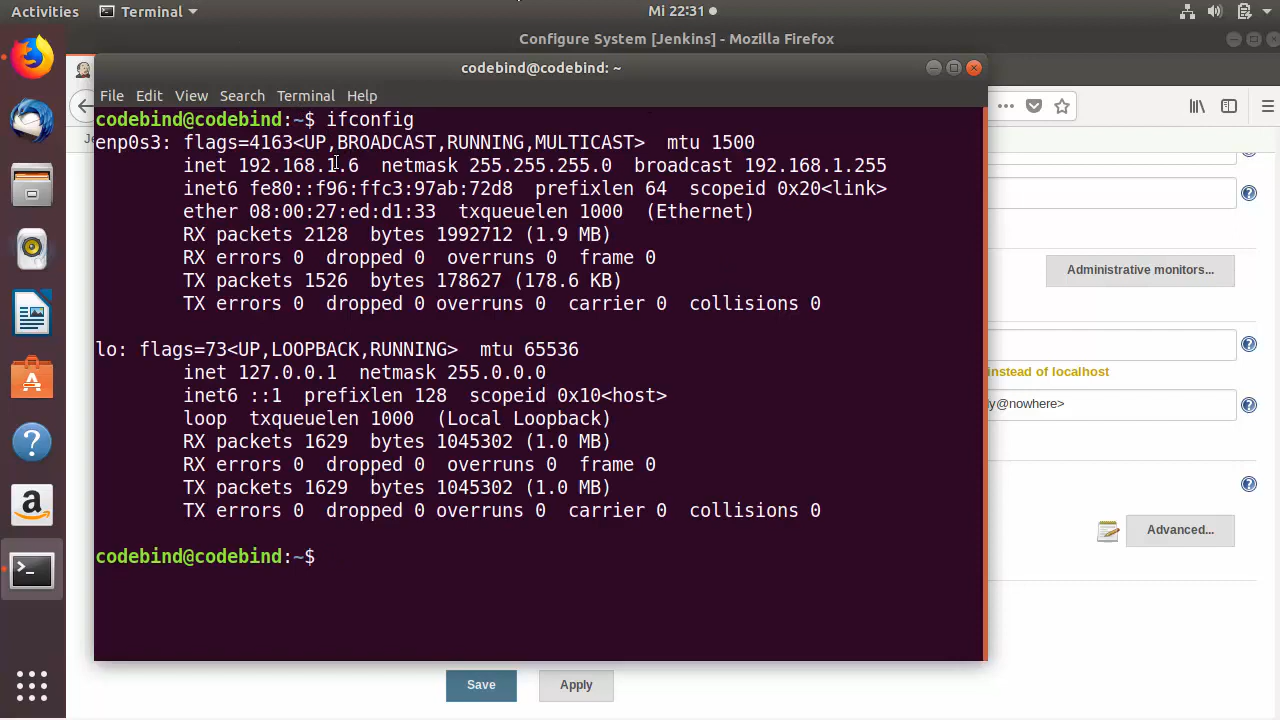 Activities
Terminal
Mi 22:31
Configure System [Jenkins] - Mozilla Firefox
codebind@codebind: ~
File Edit View Search Terminal Help
codebind@codebind:~$ ifconfig
enp0s3: flags=4163<UP,BROADCAST,RUNNING,MULTICAST>  mtu 1500
        inet 192.168.1.6  netmask 255.255.255.0  broadcast 192.168.1.255
        inet6 fe80::f96:ffc3:97ab:72d8  prefixlen 64  scopeid 0x20<link>
        ether 08:00:27:ed:d1:33  txqueuelen 1000  (Ethernet)
        RX packets 2128  bytes 1992712 (1.9 MB)
        RX errors 0  dropped 0  overruns 0  frame 0
        TX packets 1526  bytes 178627 (178.6 KB)
        TX errors 0  dropped 0 overruns 0  carrier 0  collisions 0
lo: flags=73<UP,LOOPBACK,RUNNING>  mtu 65536
        inet 127.0.0.1  netmask 255.0.0.0
        inet6 ::1  prefixlen 128  scopeid 0x10<host>
        loop  txqueuelen 1000  (Local Loopback)
        RX packets 1629  bytes 1045302 (1.0 MB)
        RX errors 0  dropped 0  overruns 0  frame 0
        TX packets 1629  bytes 1045302 (1.0 MB)
        TX errors 0  dropped 0 overruns 0  carrier 0  collisions 0
codebind@codebind:~$
Administrative monitors...
instead of localhost
y@nowhere>
Advanced...
Save
Apply